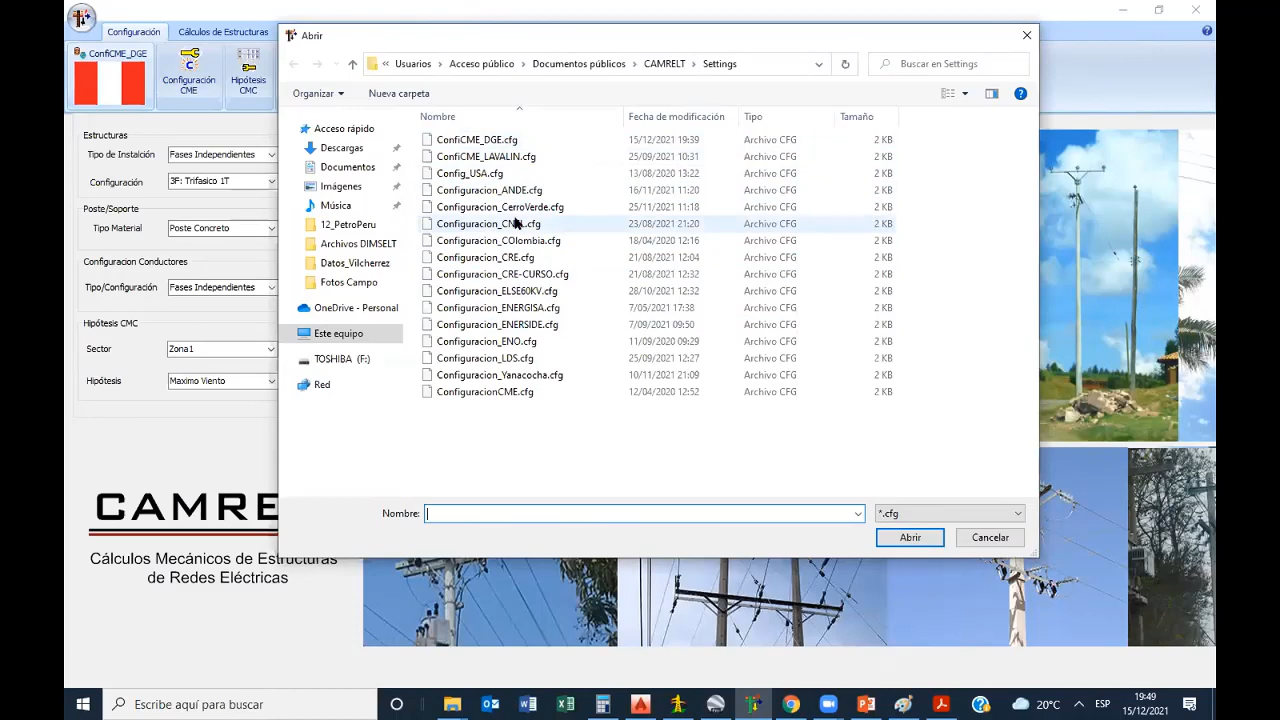 Configuración
Cálculos de Estructuras
ConfiCME_DGE
Configuración
CME
Hipótesis
CMC
Estructuras
Tipo de Instalción
Fases Independientes
Configuración
3F: Trifasico 1T
Poste/Soporte
Tipo Material
Poste Concreto
Configuracion Conductores
Tipo/Configuración
Fases Independientes
Hipótesis CMC
Sector
Zona1
Hipótesis
Maximo Viento
CAMRE
Cálculos Mecánicos de Estructuras
de Redes Eléctricas
Abrir
« Usuarios > Acceso público > Documentos públicos > CAMRELT > Settings
Buscar en Settings
Organizar
Nueva carpeta
Acceso rápido
Descargas
Documentos
Imágenes
Música
12_PetroPeru
Archivos DIMSELT
Datos_Vilcherrez
Fotos Campo
OneDrive - Personal
Este equipo
TOSHIBA (F:)
Red
Nombre Fecha de modificación Tipo Tamaño
ConfiCME_DGE.cfg 15/12/2021 19:39 Archivo CFG 2 KB
ConfiCME_LAVALIN.cfg 25/09/2021 10:31 Archivo CFG 2 KB
Config_USA.cfg 13/08/2020 13:22 Archivo CFG 2 KB
Configuracion_ANDE.cfg 16/11/2021 11:20 Archivo CFG 2 KB
Configuracion_CerroVerde.cfg 25/11/2021 11:18 Archivo CFG 2 KB
23/08/2021 21:20 Archivo CFG 2 KB
Configuracion_COlombia.cfg 18/04/2020 12:16 Archivo CFG 2 KB
Configuracion_CRE.cfg 21/08/2021 12:04 Archivo CFG 2 KB
Configuracion_CRE-CURSO.cfg 21/08/2021 12:32 Archivo CFG 2 KB
Configuracion_ELSE60KV.cfg 28/10/2021 12:32 Archivo CFG 2 KB
Configuracion_ENERGISA.cfg 7/05/2021 17:38 Archivo CFG 2 KB
Configuracion_ENERSIDE.cfg 7/09/2021 09:50 Archivo CFG 2 KB
Configuracion_ENO.cfg 11/09/2020 09:29 Archivo CFG 2 KB
Configuracion_LDS.cfg 25/09/2021 12:27 Archivo CFG 2 KB
Configuracion_Yanacocha.cfg 10/11/2021 21:09 Archivo CFG 2 KB
ConfiguracionCME.cfg 12/04/2020 12:52 Archivo CFG 2 KB
Nombre:
*.cfg
Abrir
Cancelar
Escribe aquí para buscar
20°C
ESP
19:49
15/12/2021